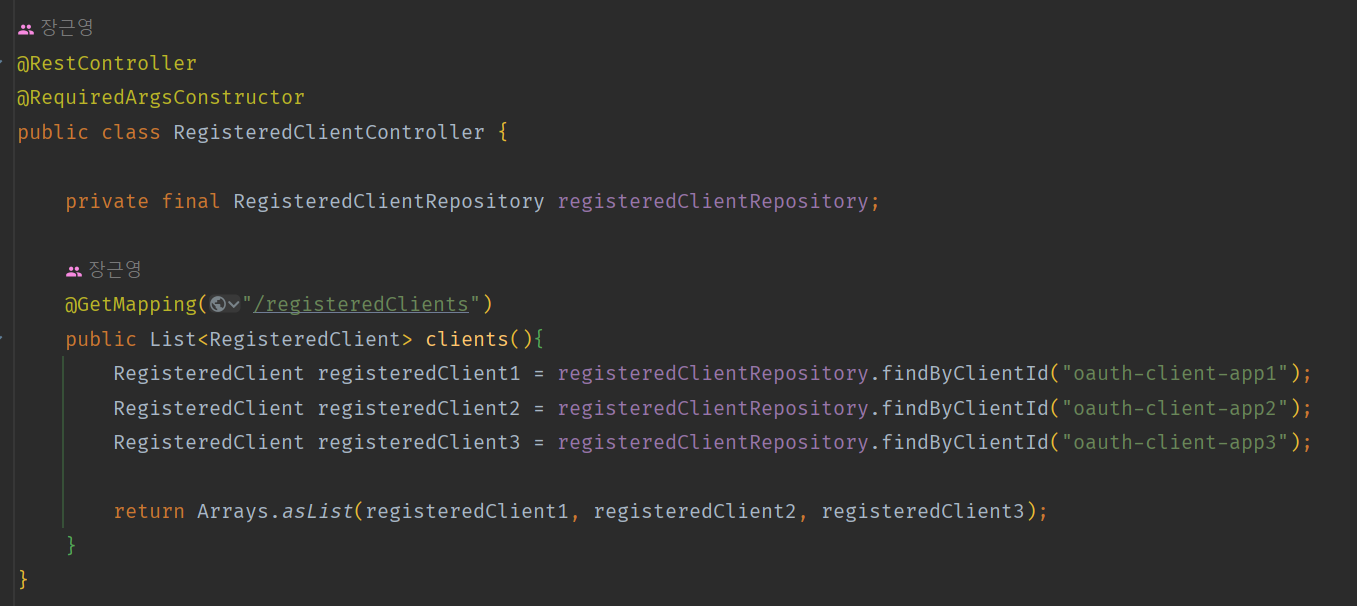 장근영
@RestController
@RequiredArgsConstructor
public class RegisteredClientController {
private final RegisteredClientRepository registeredClientRepository;
장근영
@GetMapping("/registeredClients")
public List<RegisteredClient> clients(){
RegisteredClient registeredClient1 = registeredClientRepository.findByClientId("oauth-client-app1");
RegisteredClient registeredClient2 = registeredClientRepository.findByClientId("oauth-client-app2");
RegisteredClient registeredClient3 = registeredClientRepository.findByClientId("oauth-client-app3");
return Arrays.asList(registeredClient1, registeredClient2, registeredClient3);
}
}